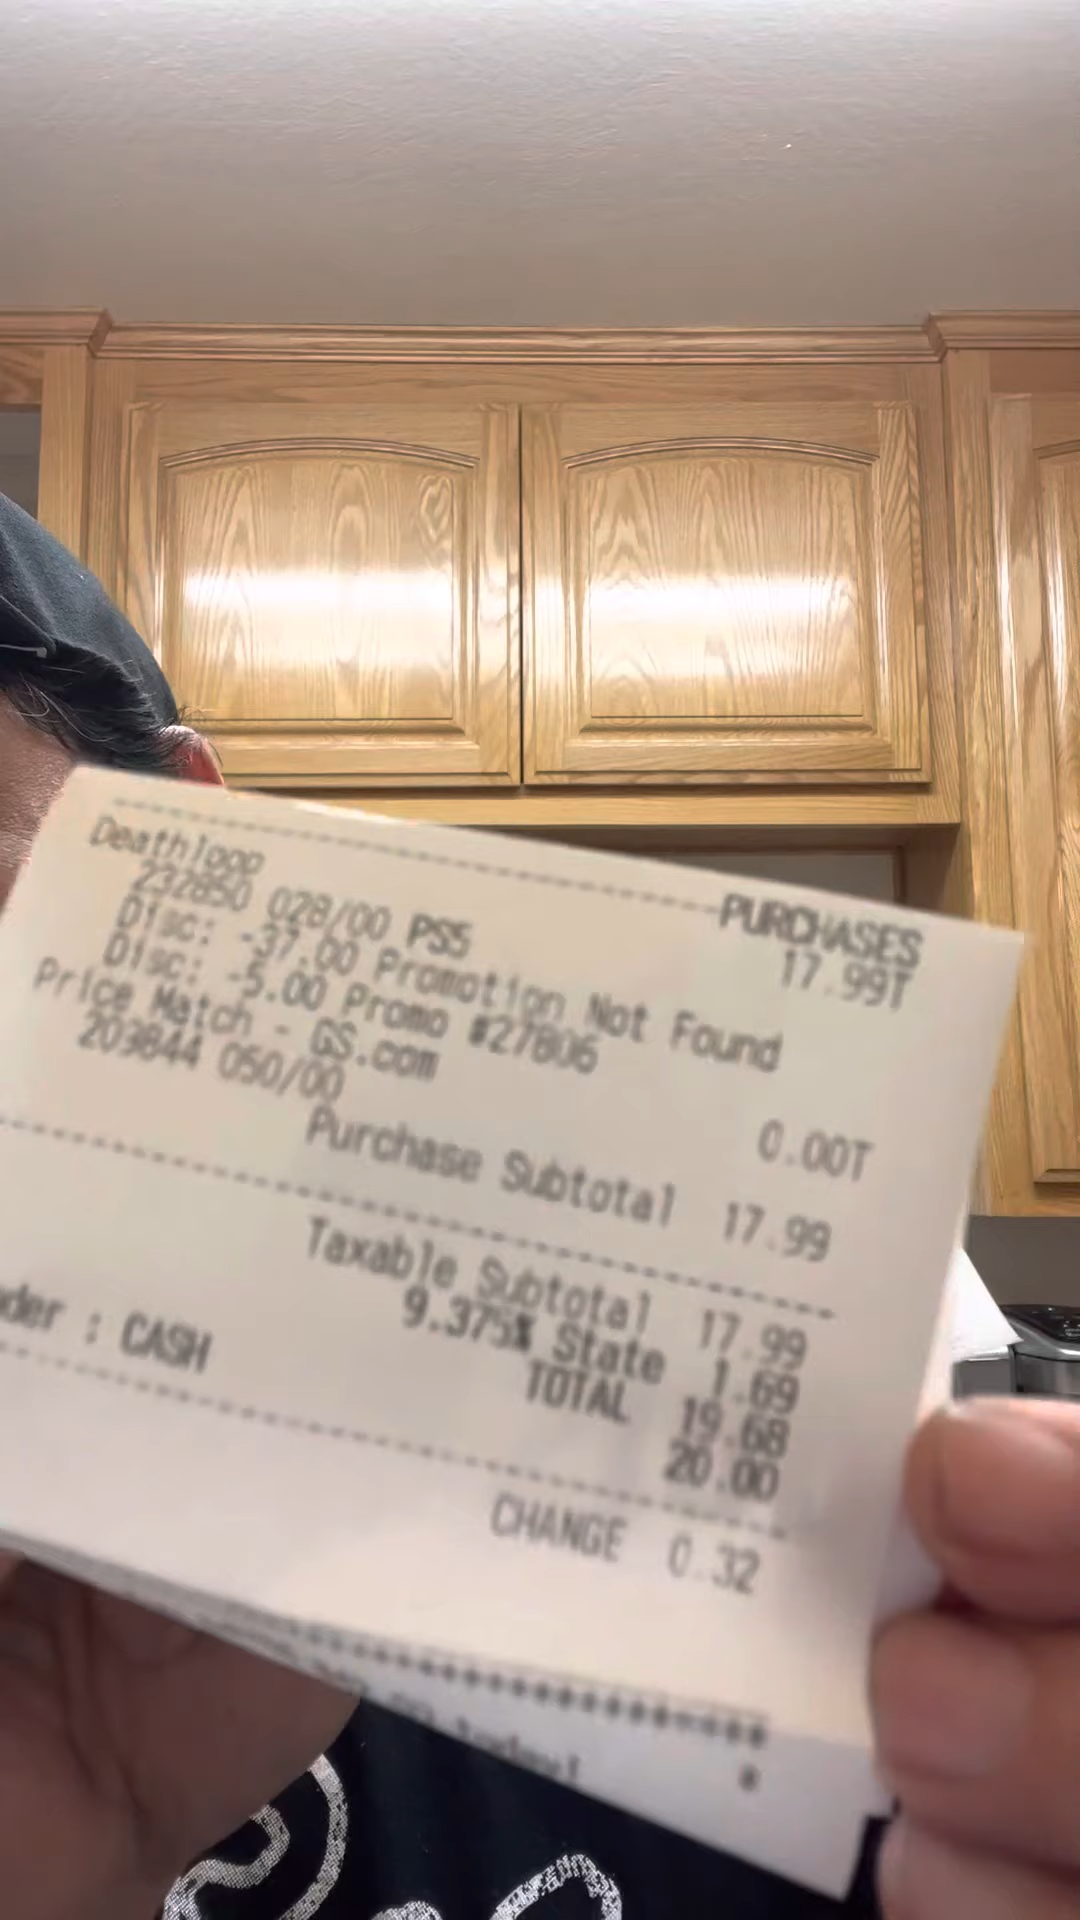 PURCHASES
Deathloop 17.99T
232850 028/00 PS5
Disc: -37.00 Promotion Not Found
Disc: -5.00 Promo #27806
Price Match - GS.com 0.00T
203844 050/00
Purchase Subtotal 17.99
Taxable Subtotal 17.99
9.375% State 1.69
TOTAL 19.68
nder : CASH 20.00
CHANGE 0.32